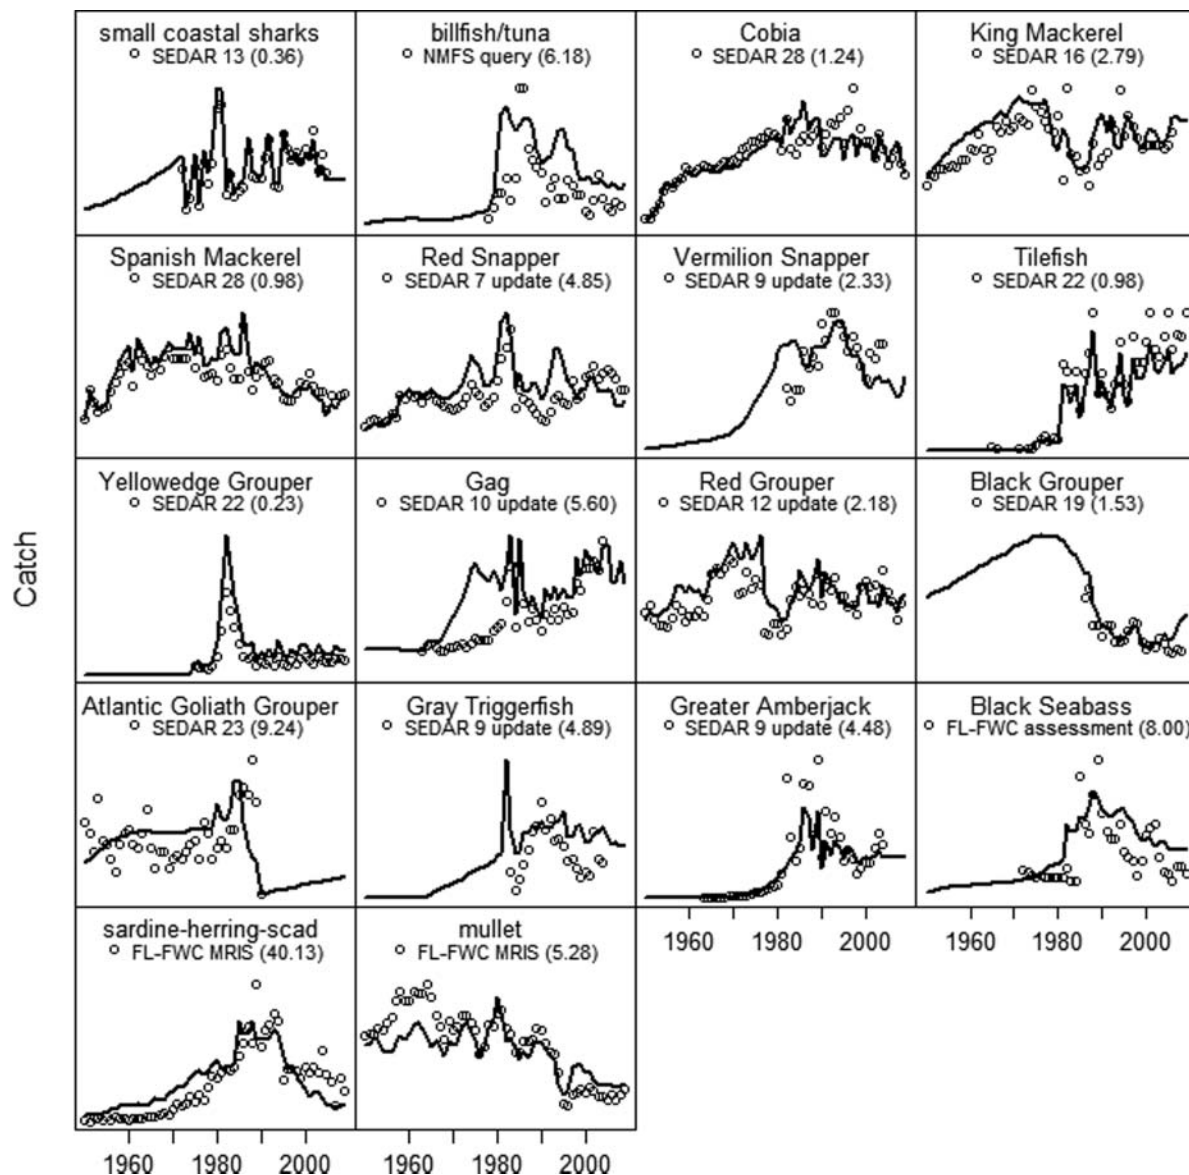 small coastal sharks
SEDAR 13 (0.36)
billfish/tuna
NMFS query (6.18)
Cobia
SEDAR 28 (1.24)
King Mackerel
SEDAR 16 (2.79)
Spanish Mackerel
SEDAR 28 (0.98)
Red Snapper
SEDAR 7 update (4.85)
Vermilion Snapper
SEDAR 9 update (2.33)
Tilefish
SEDAR 22 (0.98)
Yellowedge Grouper
SEDAR 22 (0.23)
Gag
SEDAR 10 update (5.60)
Red Grouper
SEDAR 12 update (2.18)
Black Grouper
SEDAR 19 (1.53)
Catch
Atlantic Goliath Grouper
SEDAR 23 (9.24)
Gray Triggerfish
SEDAR 9 update (4.89)
Greater Amberjack
SEDAR 9 update (4.48)
Black Seabass
FL-FWC assessment (8.00)
sardine-herring-scad
FL-FWC MRIS (40.13)
mullet
FL-FWC MRIS (5.28)
1960 1980 2000
1960 1980 2000
1960 1980 2000
1960 1980 2000